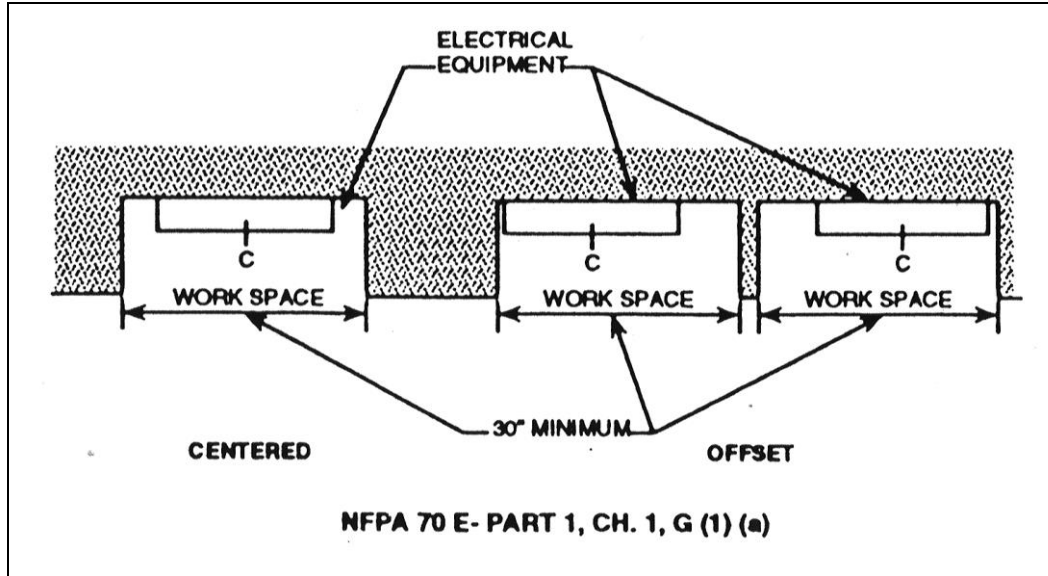 ELECTRICAL
EQUIPMENT
C
C
C
WORK SPACE
WORK SPACE
WORK SPACE
30" MINIMUM
CENTERED
OFFSET
NFPA 70 E- PART 1, CH. 1, G (1) (a)